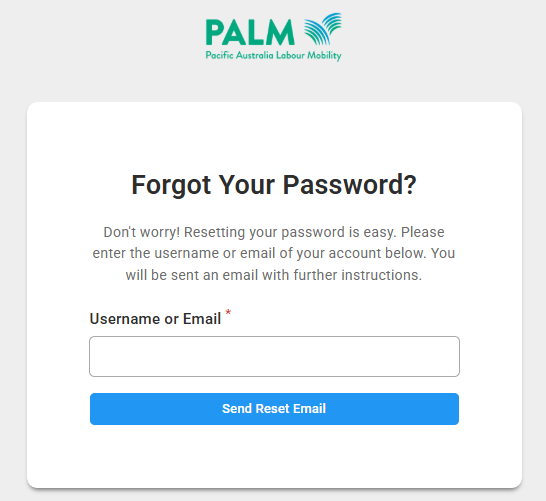 PALM
Pacific Australia Labour Mobility
Forgot Your Password?
Don't worry! Resetting your password is easy. Please
enter the username or email of your account below. You
will be sent an email with further instructions.
Username or Email *
Send Reset Email